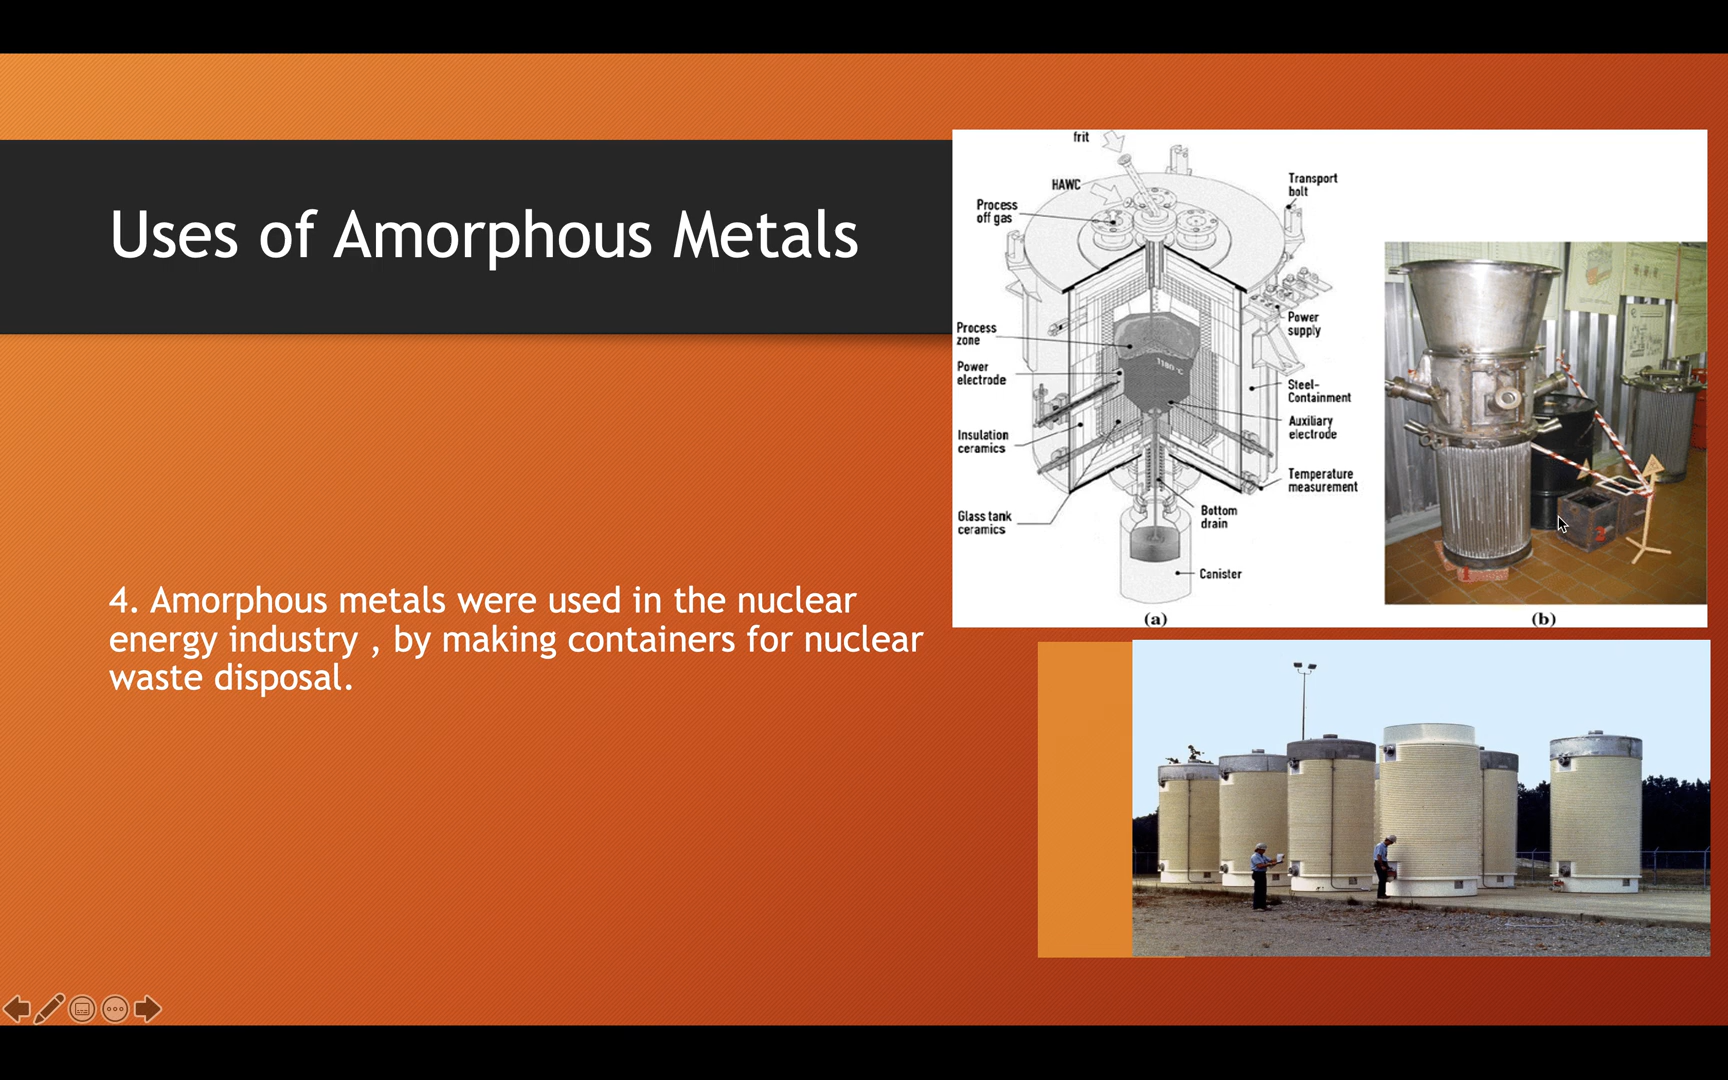 Uses of Amorphous Metals
4. Amorphous metals were used in the nuclear
energy industry , by making containers for nuclear
waste disposal.
frit
HAWC
Process
off gas
Transport
bolt
Process
zone
Power
electrode
Insulation
ceramics
Glass tank
ceramics
1180 °C
Power
supply
Steel-
Containment
Auxiliary
electrode
Temperature
measurement
Bottom
drain
Canister
(a)
(b)